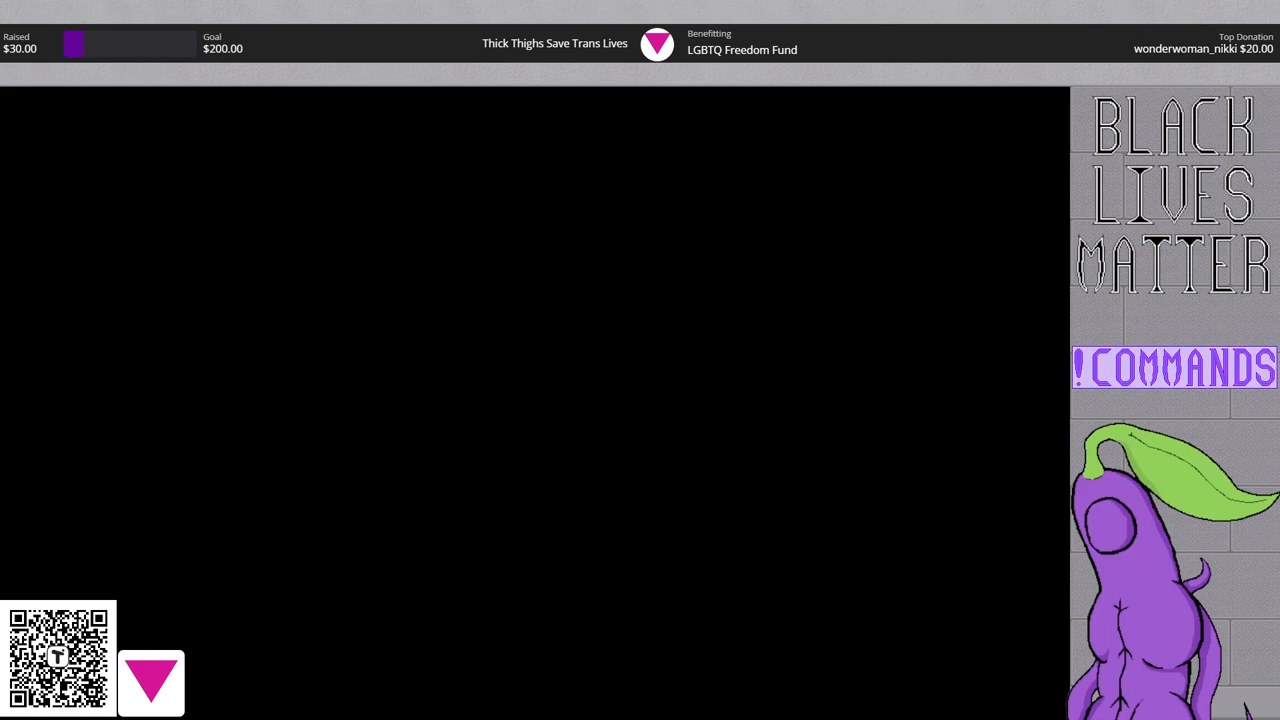 Raised
$30.00
Goal
$200.00
Thick Thighs Save Trans Lives
Benefitting
LGBTQ Freedom Fund
Top Donation
wonderwoman_nikki $20.00
BLACK
LIVES
MATTER
!COMMANDS
T